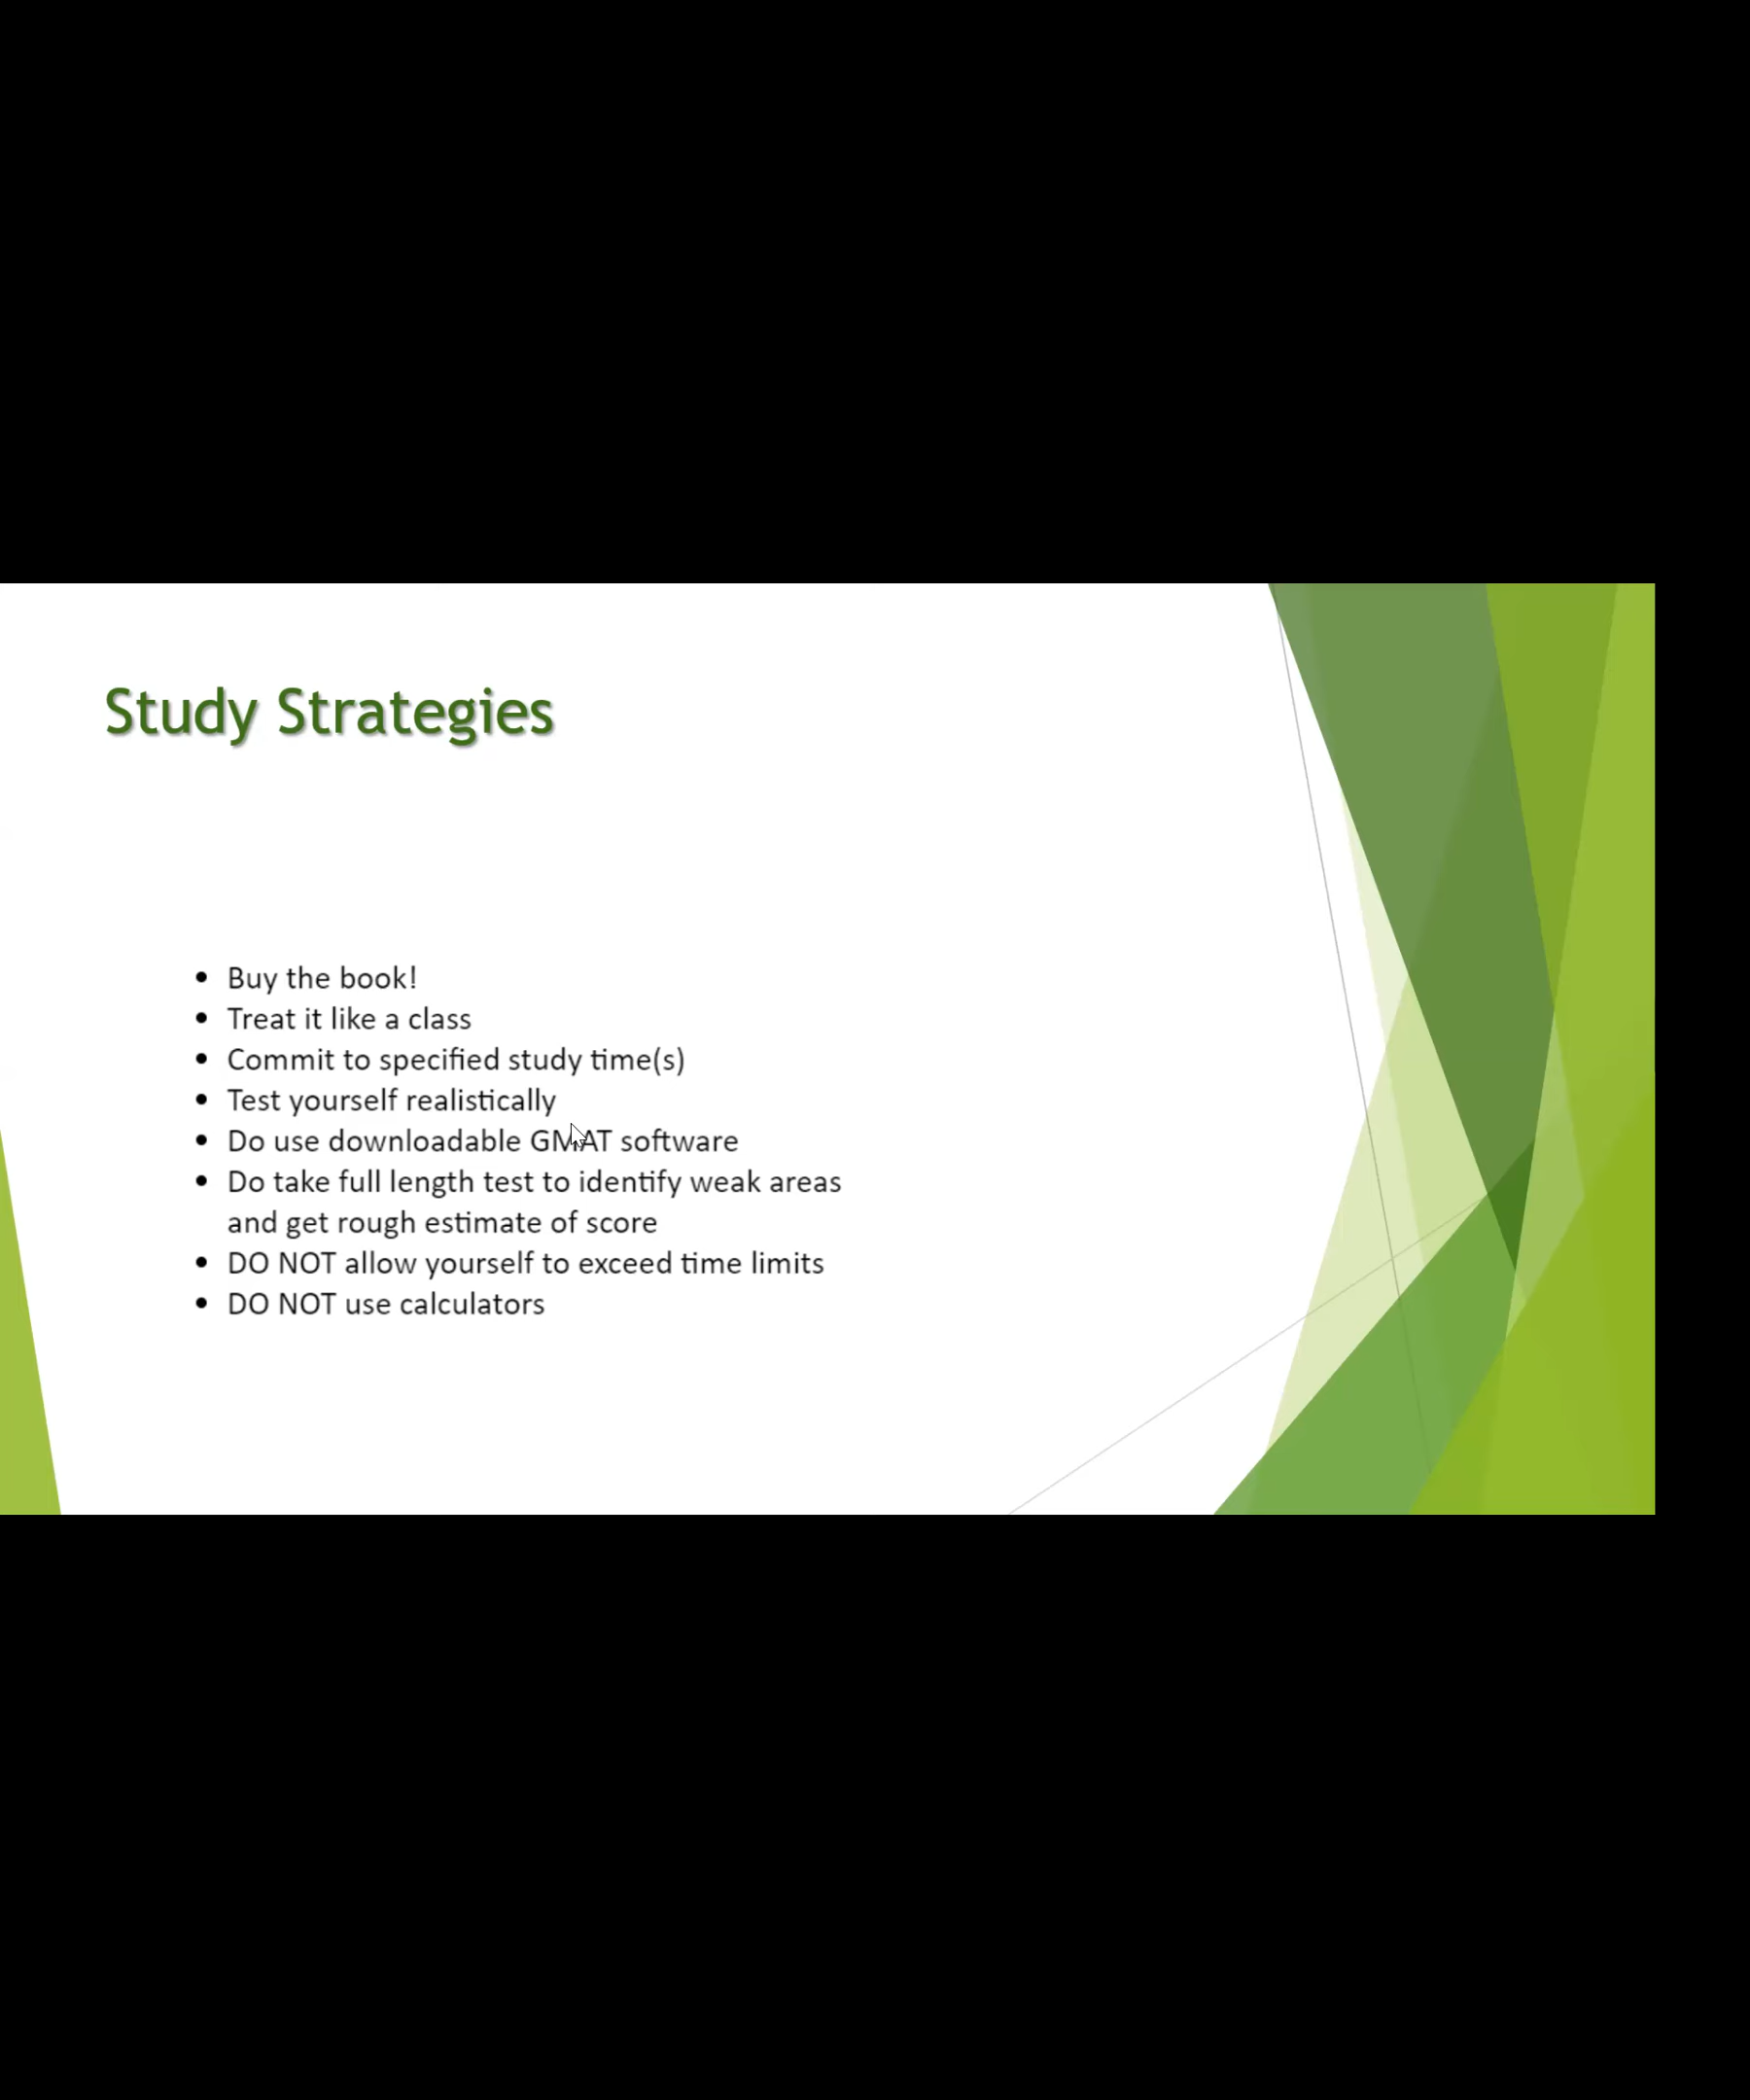 Study Strategies
• Buy the book!
• Treat it like a class
• Commit to specified study time(s)
• Test yourself realistically
• Do use downloadable GMAT software
• Do take full length test to identify weak areas
and get rough estimate of score
• DO NOT allow yourself to exceed time limits
• DO NOT use calculators